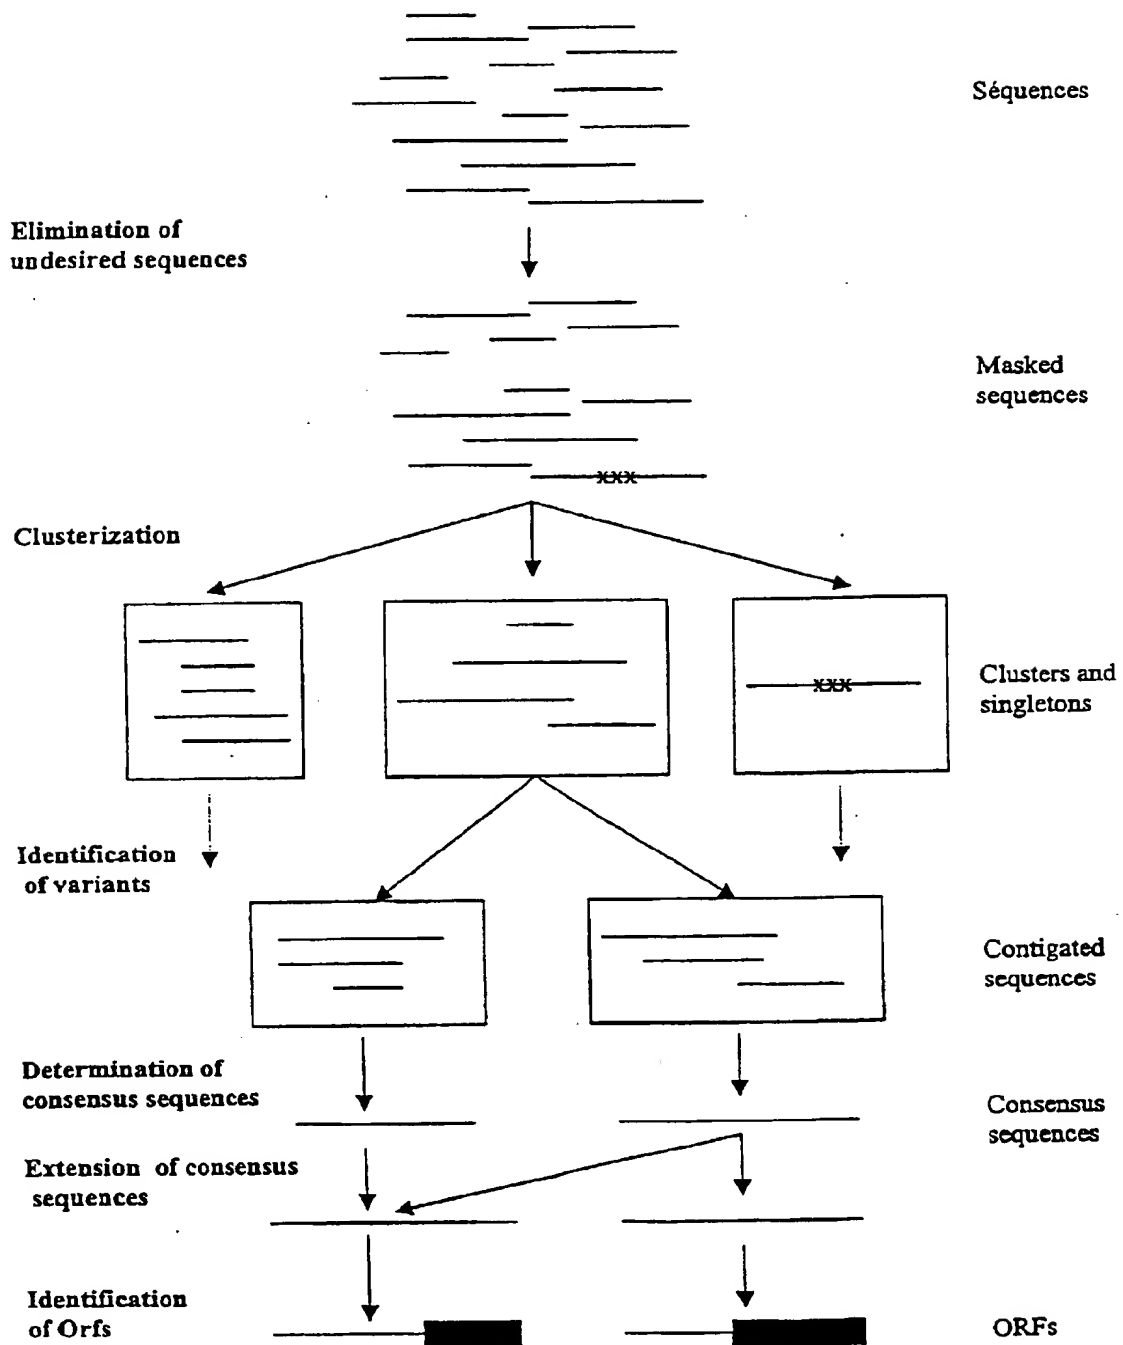 Séquences
Elimination of
undesired sequences
Masked
sequences
xxx
Clusterization
Clusters and
singletons
xxx
Identification
of variants
Contigated
sequences
Determination of
consensus sequences
Consensus
sequences
Extension of consensus
sequences
Identification
of Orfs
ORFs